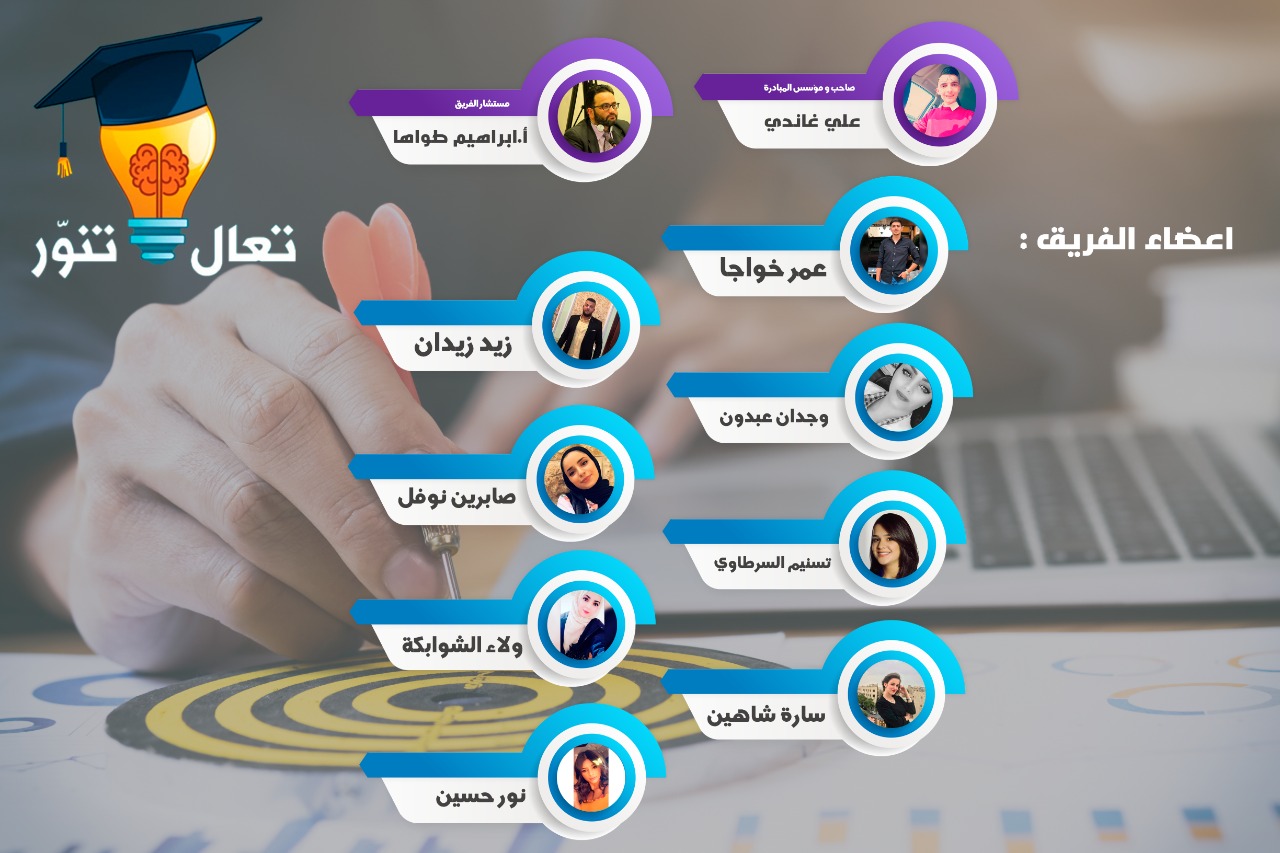 تعال تنوّر
صاحب و مؤسس المبادرة
علي غاندي
مستشار الفريق
أ.ابراهيم طواها
اعضاء الفريق :
عمر خواجا
زيد زيدان
وجدان عبدون
صابرين نوفل
تسنيم السرطاوي
ولاء الشوابكة
سارة شاهين
نور حسين